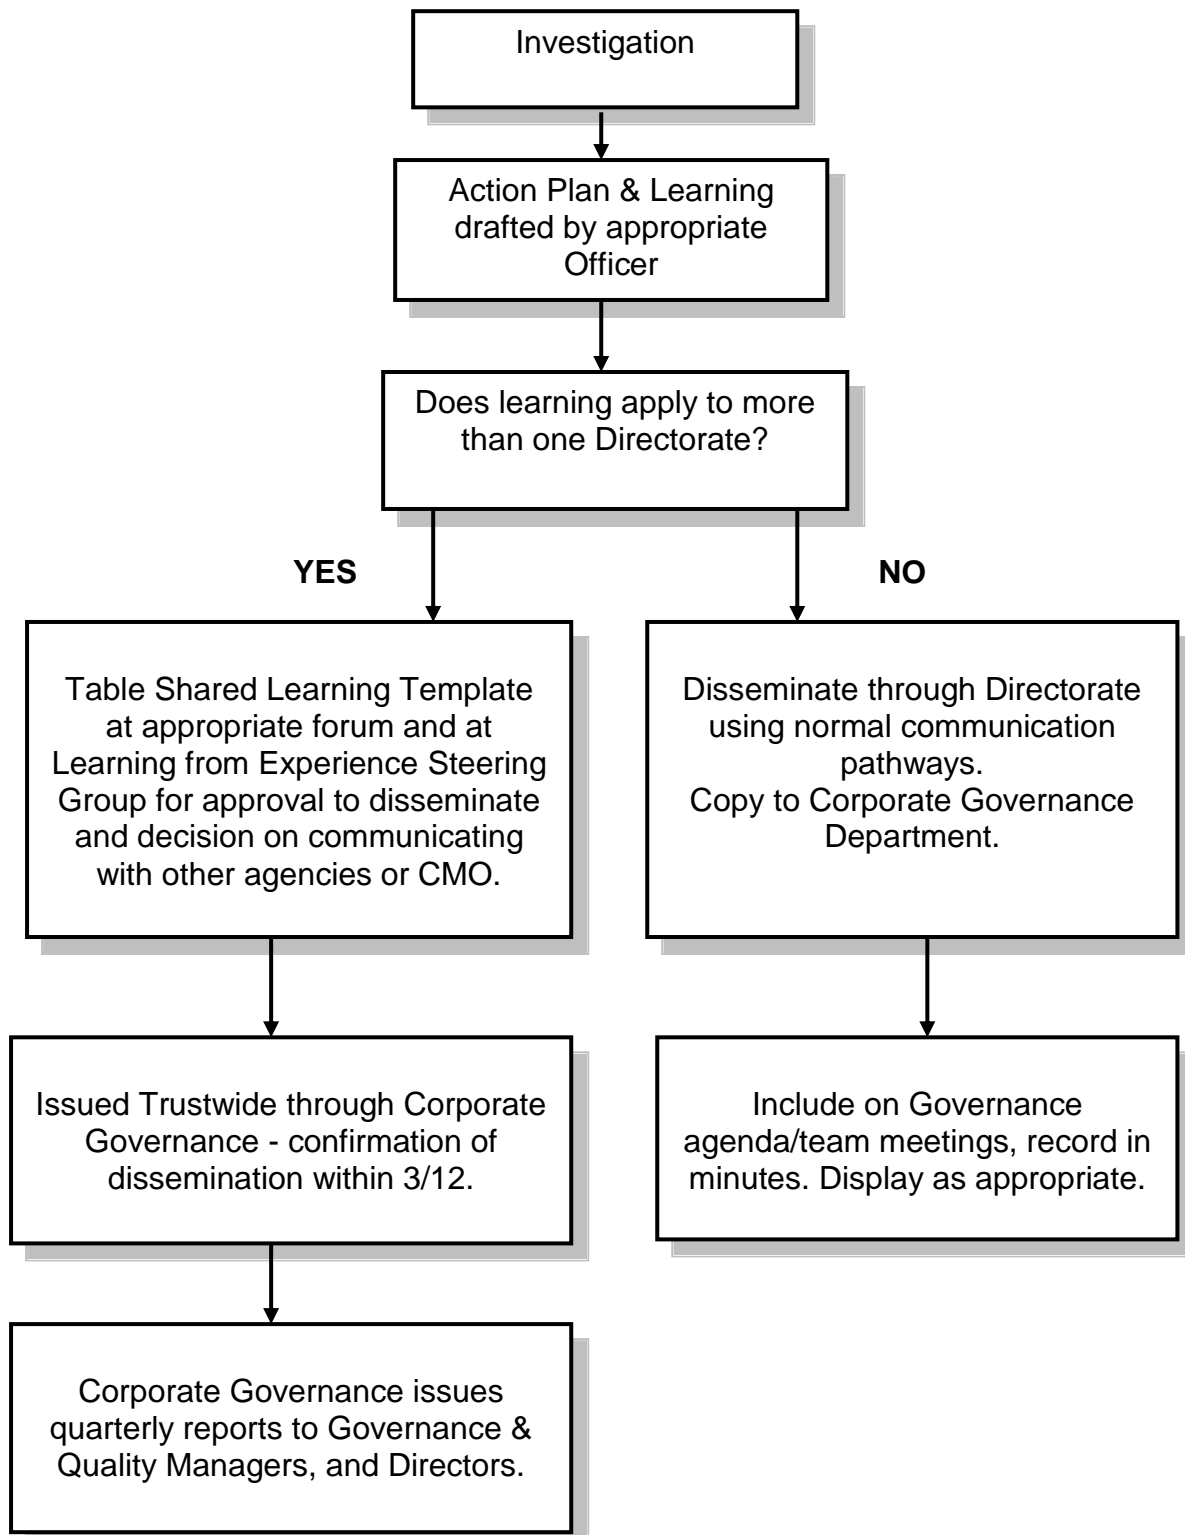 Investigation
Action Plan & Learning
drafted by appropriate
Officer
Does learning apply to more
than one Directorate?
YES
NO
Table Shared Learning Template
at appropriate forum and at
Learning from Experience Steering
Group for approval to disseminate
and decision on communicating
with other agencies or CMO.
Disseminate through Directorate
using normal communication
pathways.
Copy to Corporate Governance
Department.
Issued Trustwide through Corporate
Governance - confirmation of
dissemination within 3/12.
Include on Governance
agenda/team meetings, record in
minutes. Display as appropriate.
Corporate Governance issues
quarterly reports to Governance &
Quality Managers, and Directors.